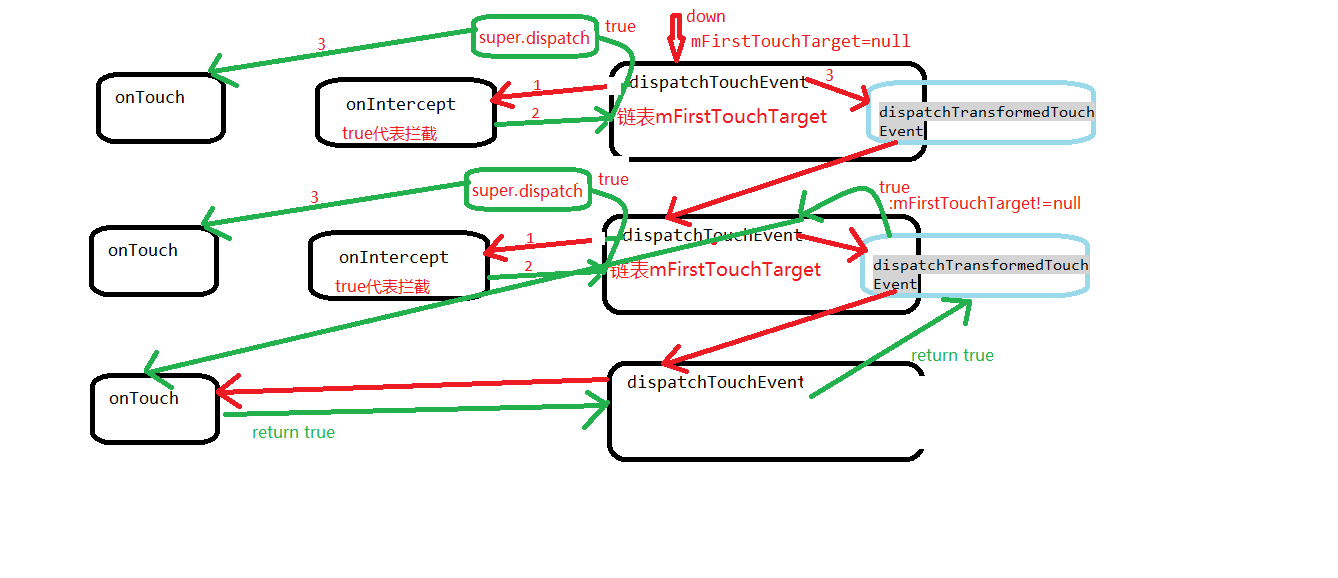 down
true
mFirstTouchTarget=null
super.dispatch
3
dispatchTouchEvent
3
1
onTouch
onIntercept
2
链表mFirstTouchTarget
dispatchTransformedTouch
Event
true代表拦截
super.dispatch
true
true
:mFirstTouchTarget!=null
3
dispatchTouchEvent
1
onTouch
onIntercept
2
链表mFirstTouchTarget
dispatchTransformedTouch
Event
true代表拦截
return true
dispatchTouchEvent
onTouch
return true